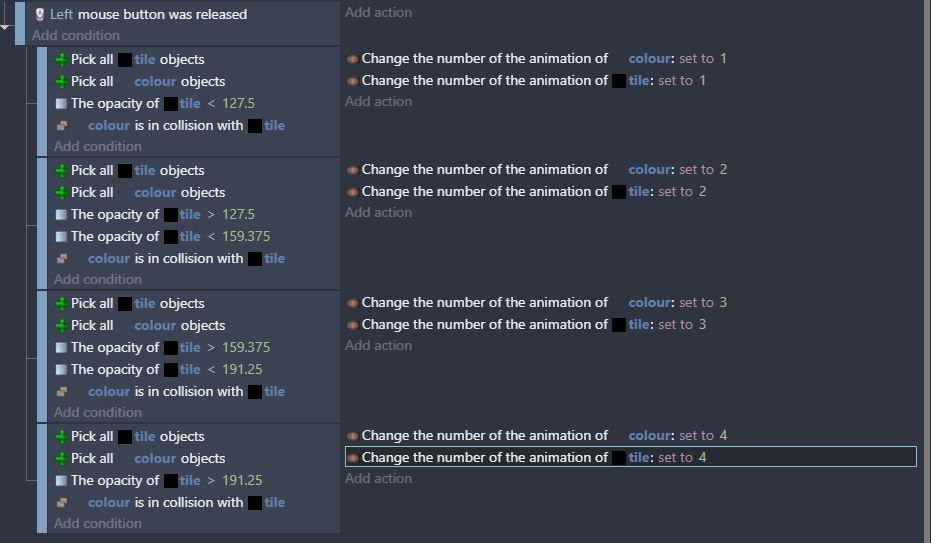 Left mouse button was released
Add action
Add condition
Pick all tile objects
Change the number of the animation of colour: set to 1
Pick all colour objects
Change the number of the animation of tile: set to 1
The opacity of tile < 127.5
Add action
colour is in collision with tile
Add condition
Pick all tile objects
Change the number of the animation of colour: set to 2
Pick all colour objects
Change the number of the animation of tile: set to 2
The opacity of tile > 127.5
Add action
The opacity of tile < 159.375
colour is in collision with tile
Add condition
Pick all tile objects
Change the number of the animation of colour: set to 3
Pick all colour objects
Change the number of the animation of tile: set to 3
The opacity of tile > 159.375
Add action
The opacity of tile < 191.25
colour is in collision with tile
Add condition
Pick all tile objects
Change the number of the animation of colour: set to 4
Pick all colour objects
Change the number of the animation of tile: set to 4
The opacity of tile > 191.25
Add action
colour is in collision with tile
Add condition